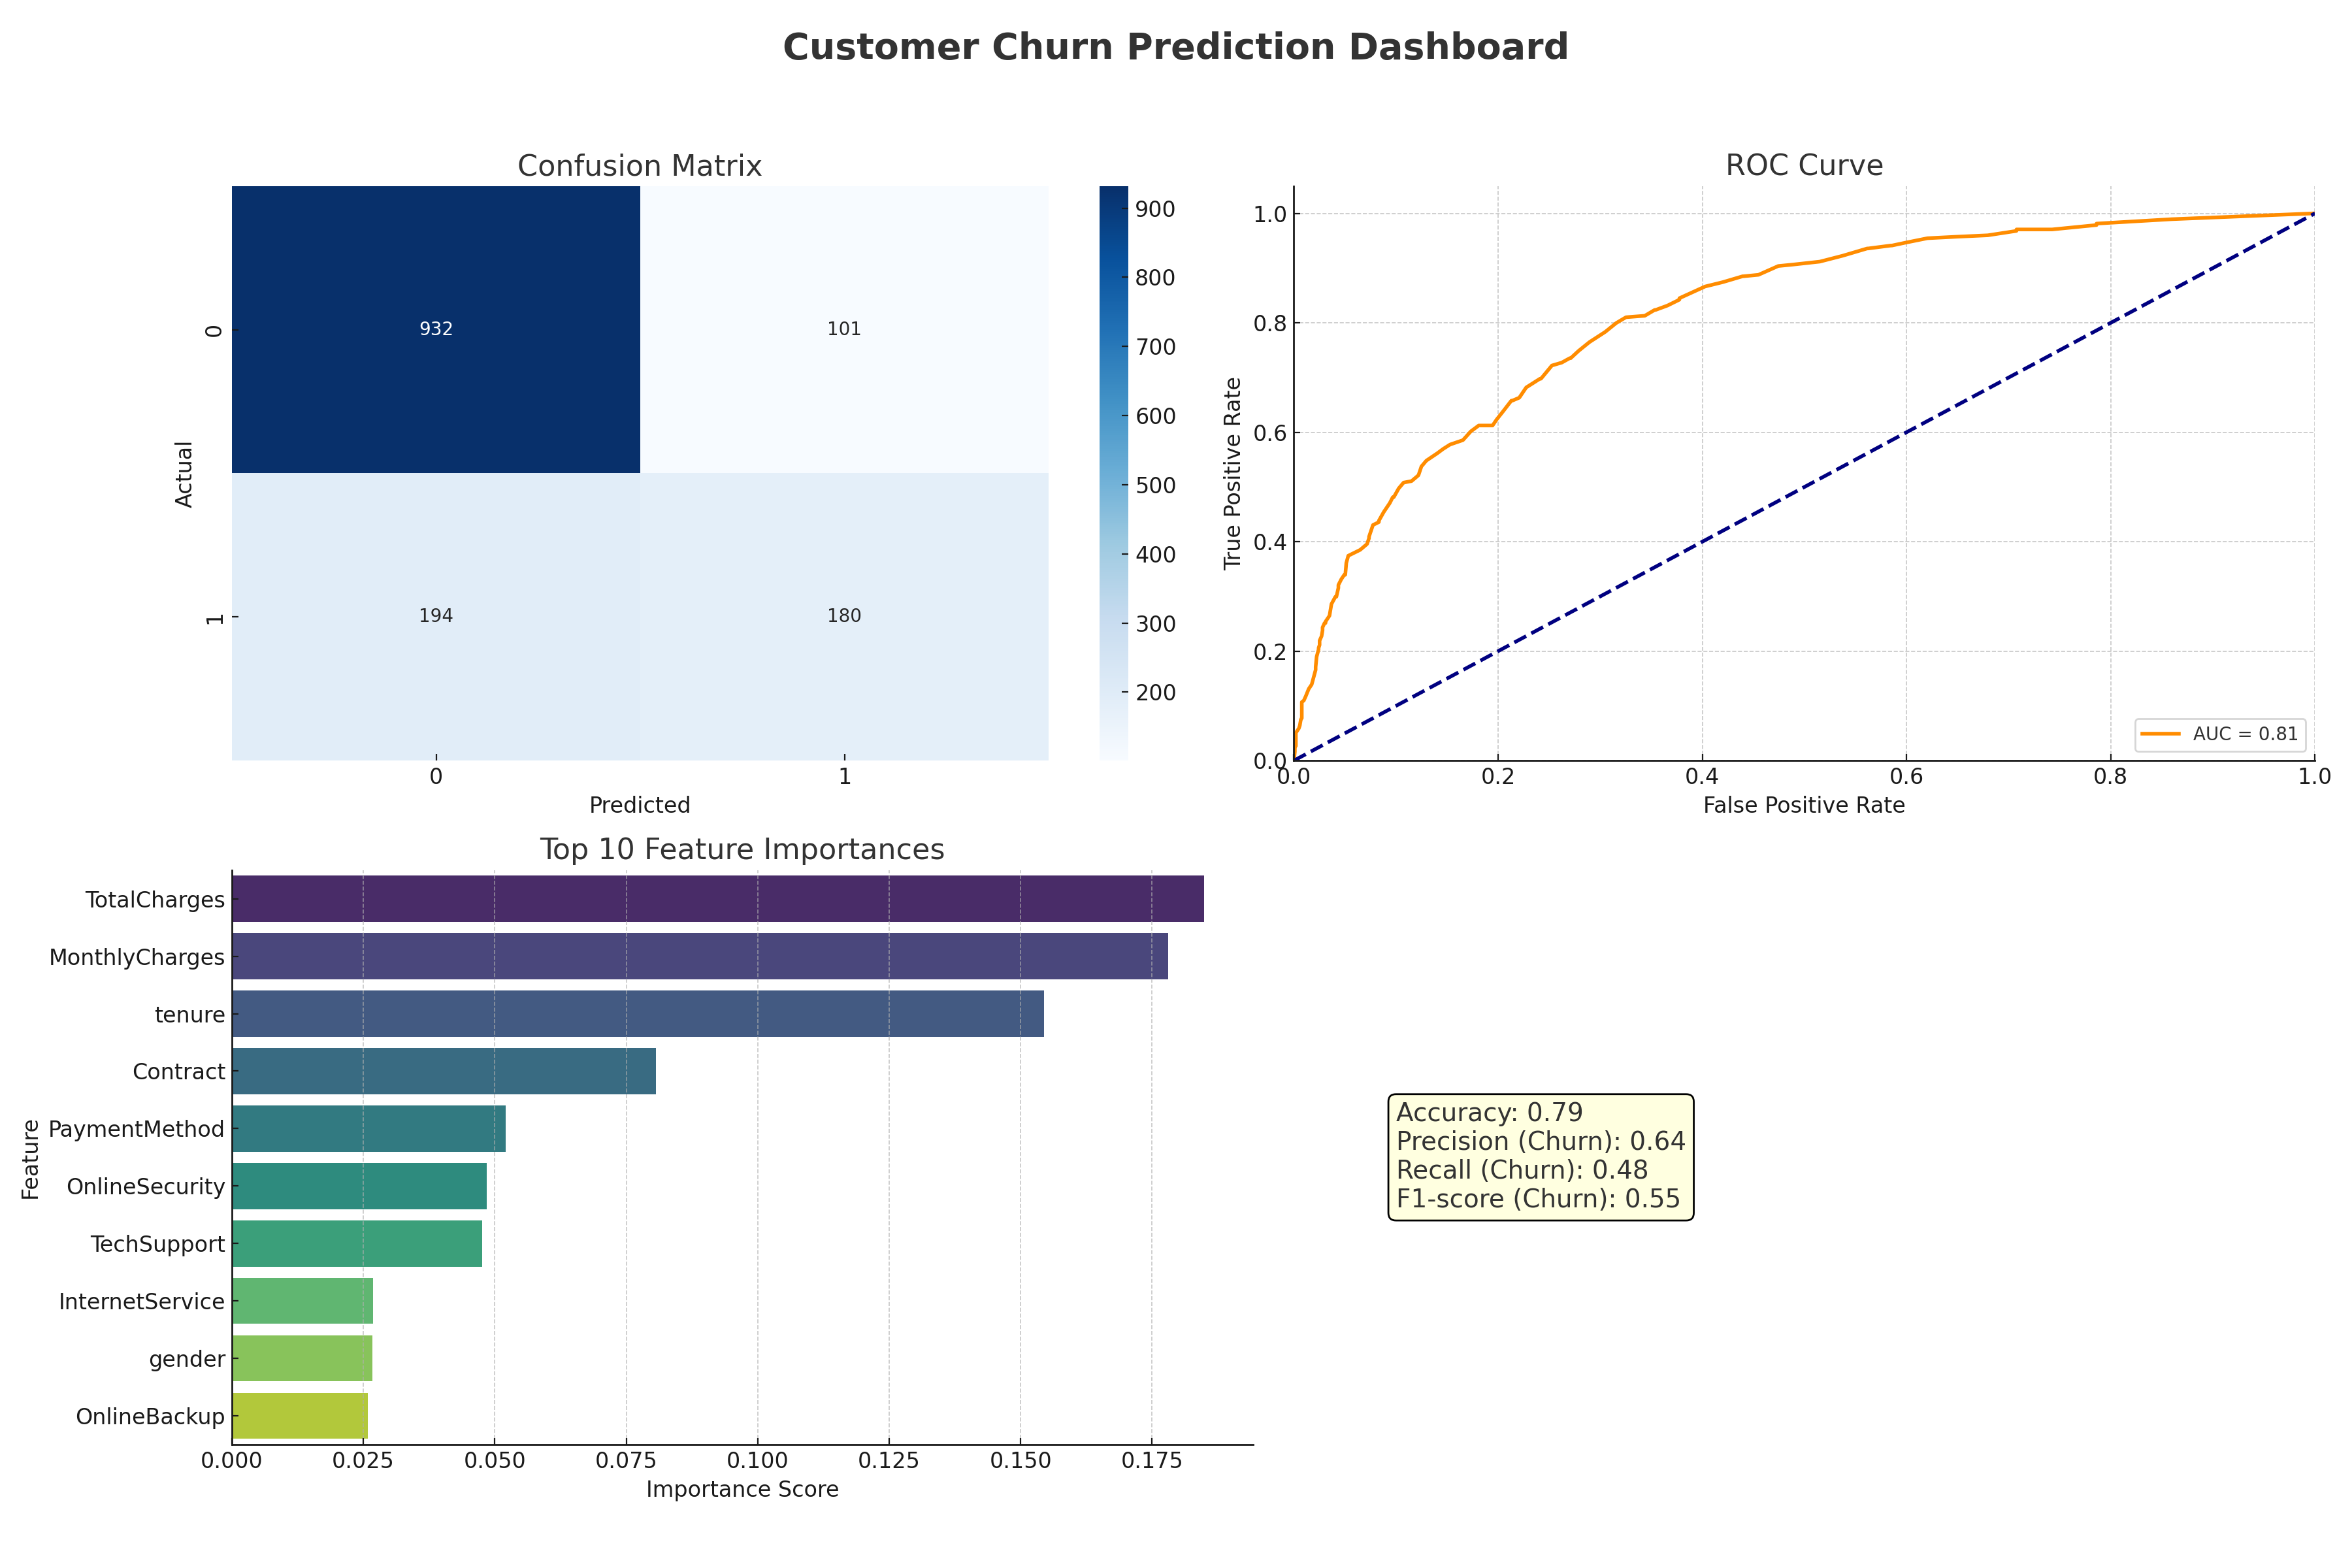 Customer Churn Prediction Dashboard
Confusion Matrix
932
101
194
180
0
1
Actual
0
1
Predicted
900
800
700
600
500
400
300
200
ROC Curve
1.0
0.8
0.6
0.4
0.2
0.0
True Positive Rate
0.0
0.2
0.4
0.6
0.8
1.0
False Positive Rate
AUC = 0.81
Top 10 Feature Importances
Feature
TotalCharges
MonthlyCharges
tenure
Contract
PaymentMethod
OnlineSecurity
TechSupport
InternetService
gender
OnlineBackup
0.000
0.025
0.050
0.075
0.100
0.125
0.150
0.175
Importance Score
Accuracy: 0.79
Precision (Churn): 0.64
Recall (Churn): 0.48
F1-score (Churn): 0.55